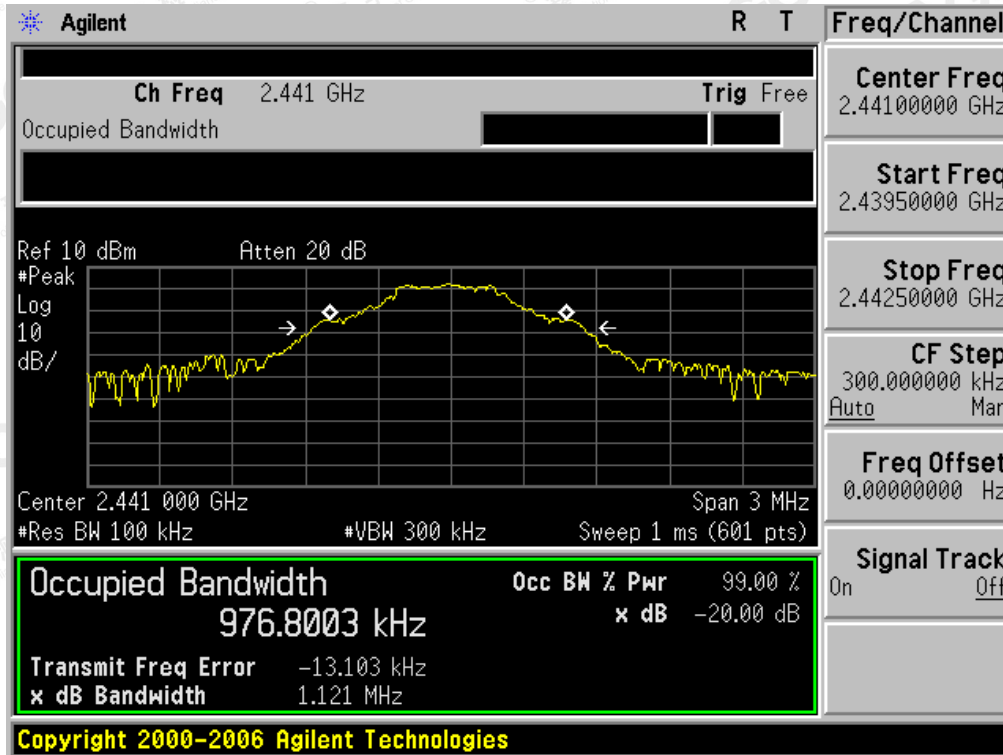 Agilent R T Freq/Channel
Ch Freq 2.441 GHz Trig Free
Occupied Bandwidth
Center Freq
2.44100000 GHz
Start Freq
2.43950000 GHz
Stop Freq
2.44250000 GHz
CF Step
300.000000 kHz
Auto Man
Freq Offset
0.00000000 Hz
Signal Track
On Off
Ref 10 dBm Atten 20 dB
#Peak
Log
10
dB/
Center 2.441 000 GHz Span 3 MHz
#Res BW 100 kHz #VBW 300 kHz Sweep 1 ms (601 pts)
Occupied Bandwidth Occ BW % Pwr 99.00 %
976.8003 kHz x dB -20.00 dB
Transmit Freq Error -13.103 kHz
x dB Bandwidth 1.121 MHz
Copyright 2000-2006 Agilent Technologies